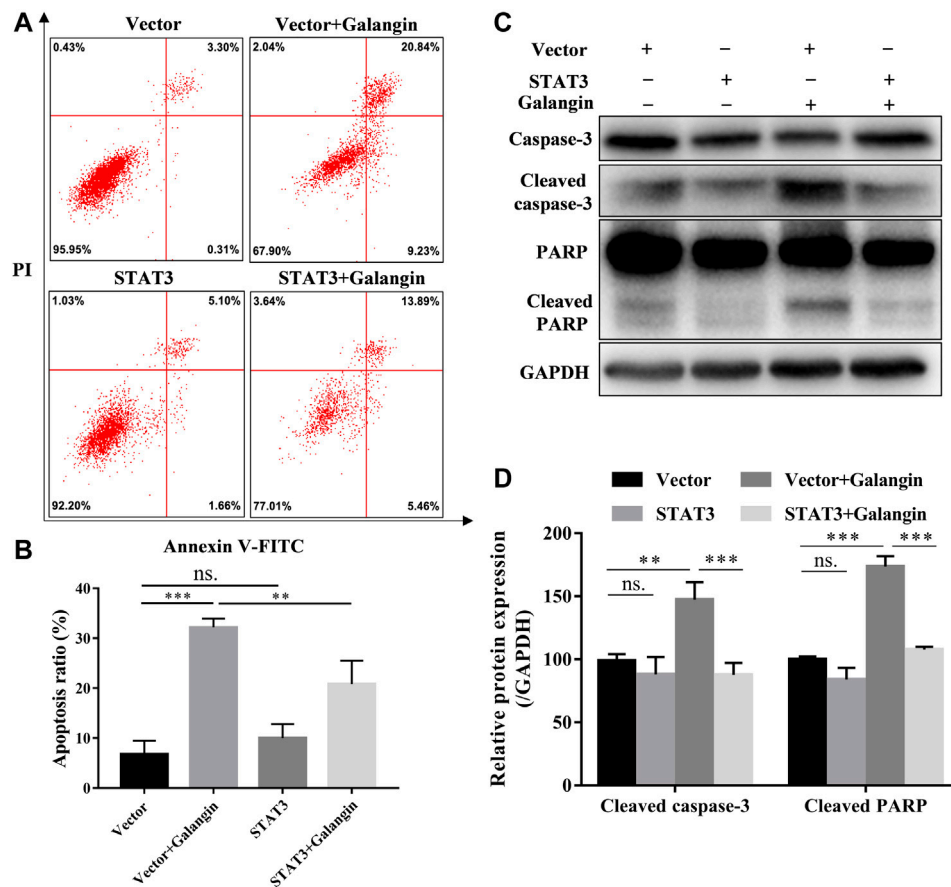 A
Vector
Vector+Galangin
0.43% 3.30%
2.04% 20.84%
95.95% 0.31%
67.90% 9.23%
PI
STAT3
STAT3+Galangin
1.03% 5.10%
3.64% 13.89%
92.20% 1.66%
77.01% 5.46%
Annexin V-FITC
B
ns.
*** **
Apoptosis ratio (%)
40
30
20
10
0
Vector
Vector+Galangin
STAT3
STAT3+Galangin
C
Vector + – + –
STAT3 – + – +
Galangin – – + +
Caspase-3
Cleaved
caspase-3
PARP
Cleaved
PARP
GAPDH
D
Vector Vector+Galangin
STAT3 STAT3+Galangin
Relative protein expression
(/GAPDH)
200
150
100
50
0
** ***
ns.
*** ***
ns.
Cleaved caspase-3 Cleaved PARP